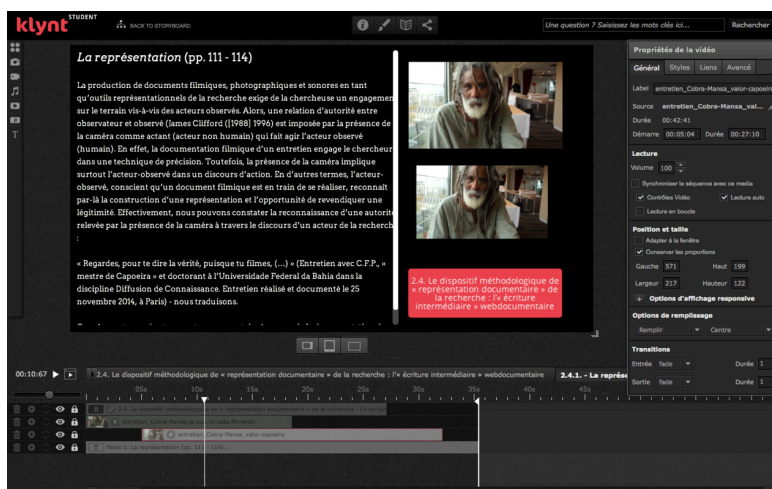 klynt STUDENT
BACK TO STORYBOARD
Une question ? Saisissez les mots clés ici...
Rechercher
La représentation (pp. 111 - 114)
La production de documents filmiques, photographiques et sonores en tant
qu'outils représentationnels de la recherche exige de la chercheuse un engagemen
sur le terrain vis-à-vis des acteurs observés. Alors, une relation d'autorité entre
observateur et observé (James Clifford ([1988] 1996) est imposée par la présence de
la caméra comme actant (acteur non humain) qui fait agir l'acteur observé
(humain). En effet, la documentation filmique d'un entretien engage le chercheur
dans une technique de précision. Toutefois, la présence de la caméra implique
surtout l'acteur-observé dans un discours d'action. En d'autres termes, l'acteur-
observé, conscient qu'un document filmique est en train de se réaliser, reconnaît
par-là la construction d'une représentation et l'opportunité de revendiquer une
légitimité. Effectivement, nous pouvons constater la reconnaissance d'une autorité
relevée par la présence de la caméra à travers le discours d'un acteur de la recherch
:
« Regardes, pour te dire la vérité, puisque tu filmes, (...) » (Entretien avec C.F.P., «
mestre de Capoeira » et doctorant à l'Universidade Federal da Bahia dans la
discipline Diffusion de Connaissance. Entretien réalisé et documenté le 25
novembre 2014, à Paris) - nous traduisons.
2.4. Le dispositif méthodologique de
« représentation documentaire » de
la recherche : l'« écriture
intermédiaire » webdocumentaire
Propriétés de la vidéo
Général Styles Liens Avancé
Label entretien_Cobra-Mansa_valor-capoein
Source entretien_Cobra-Mansa_val...
Durée 00:42:41
Démarre 00:05:04 Durée 00:27:10
Lecture
Volume 100
Synchroniser la séquence avec ce media
Contrôles Vidéo Lecture auto
Lecture en boucle
Position et taille
Adapter à la fenêtre
Conserver les proportions
Gauche 571 Haut 199
Largeur 217 Hauteur 122
+ Options d'affichage responsive
Options de remplissage
Remplir Centre
Transitions
Entrée fade Durée 1
Sortie fade Durée 1
00:10:67
2.4. Le dispositif méthodologique de « représentation documentaire » de la recherche : l'« écriture intermédiaire » webdocumentaire
2.4.1. - La représe
05s 10s 15s 20s 25s 30s 35s 40s 45s
2.4. Le dispositif méthodologique de « représentation documentaire » de la recherche : l'« écritur
entretien_Cobra-Mansa_valor-capoeira
Texte 1. La représentation (pp. 111 - 114)...